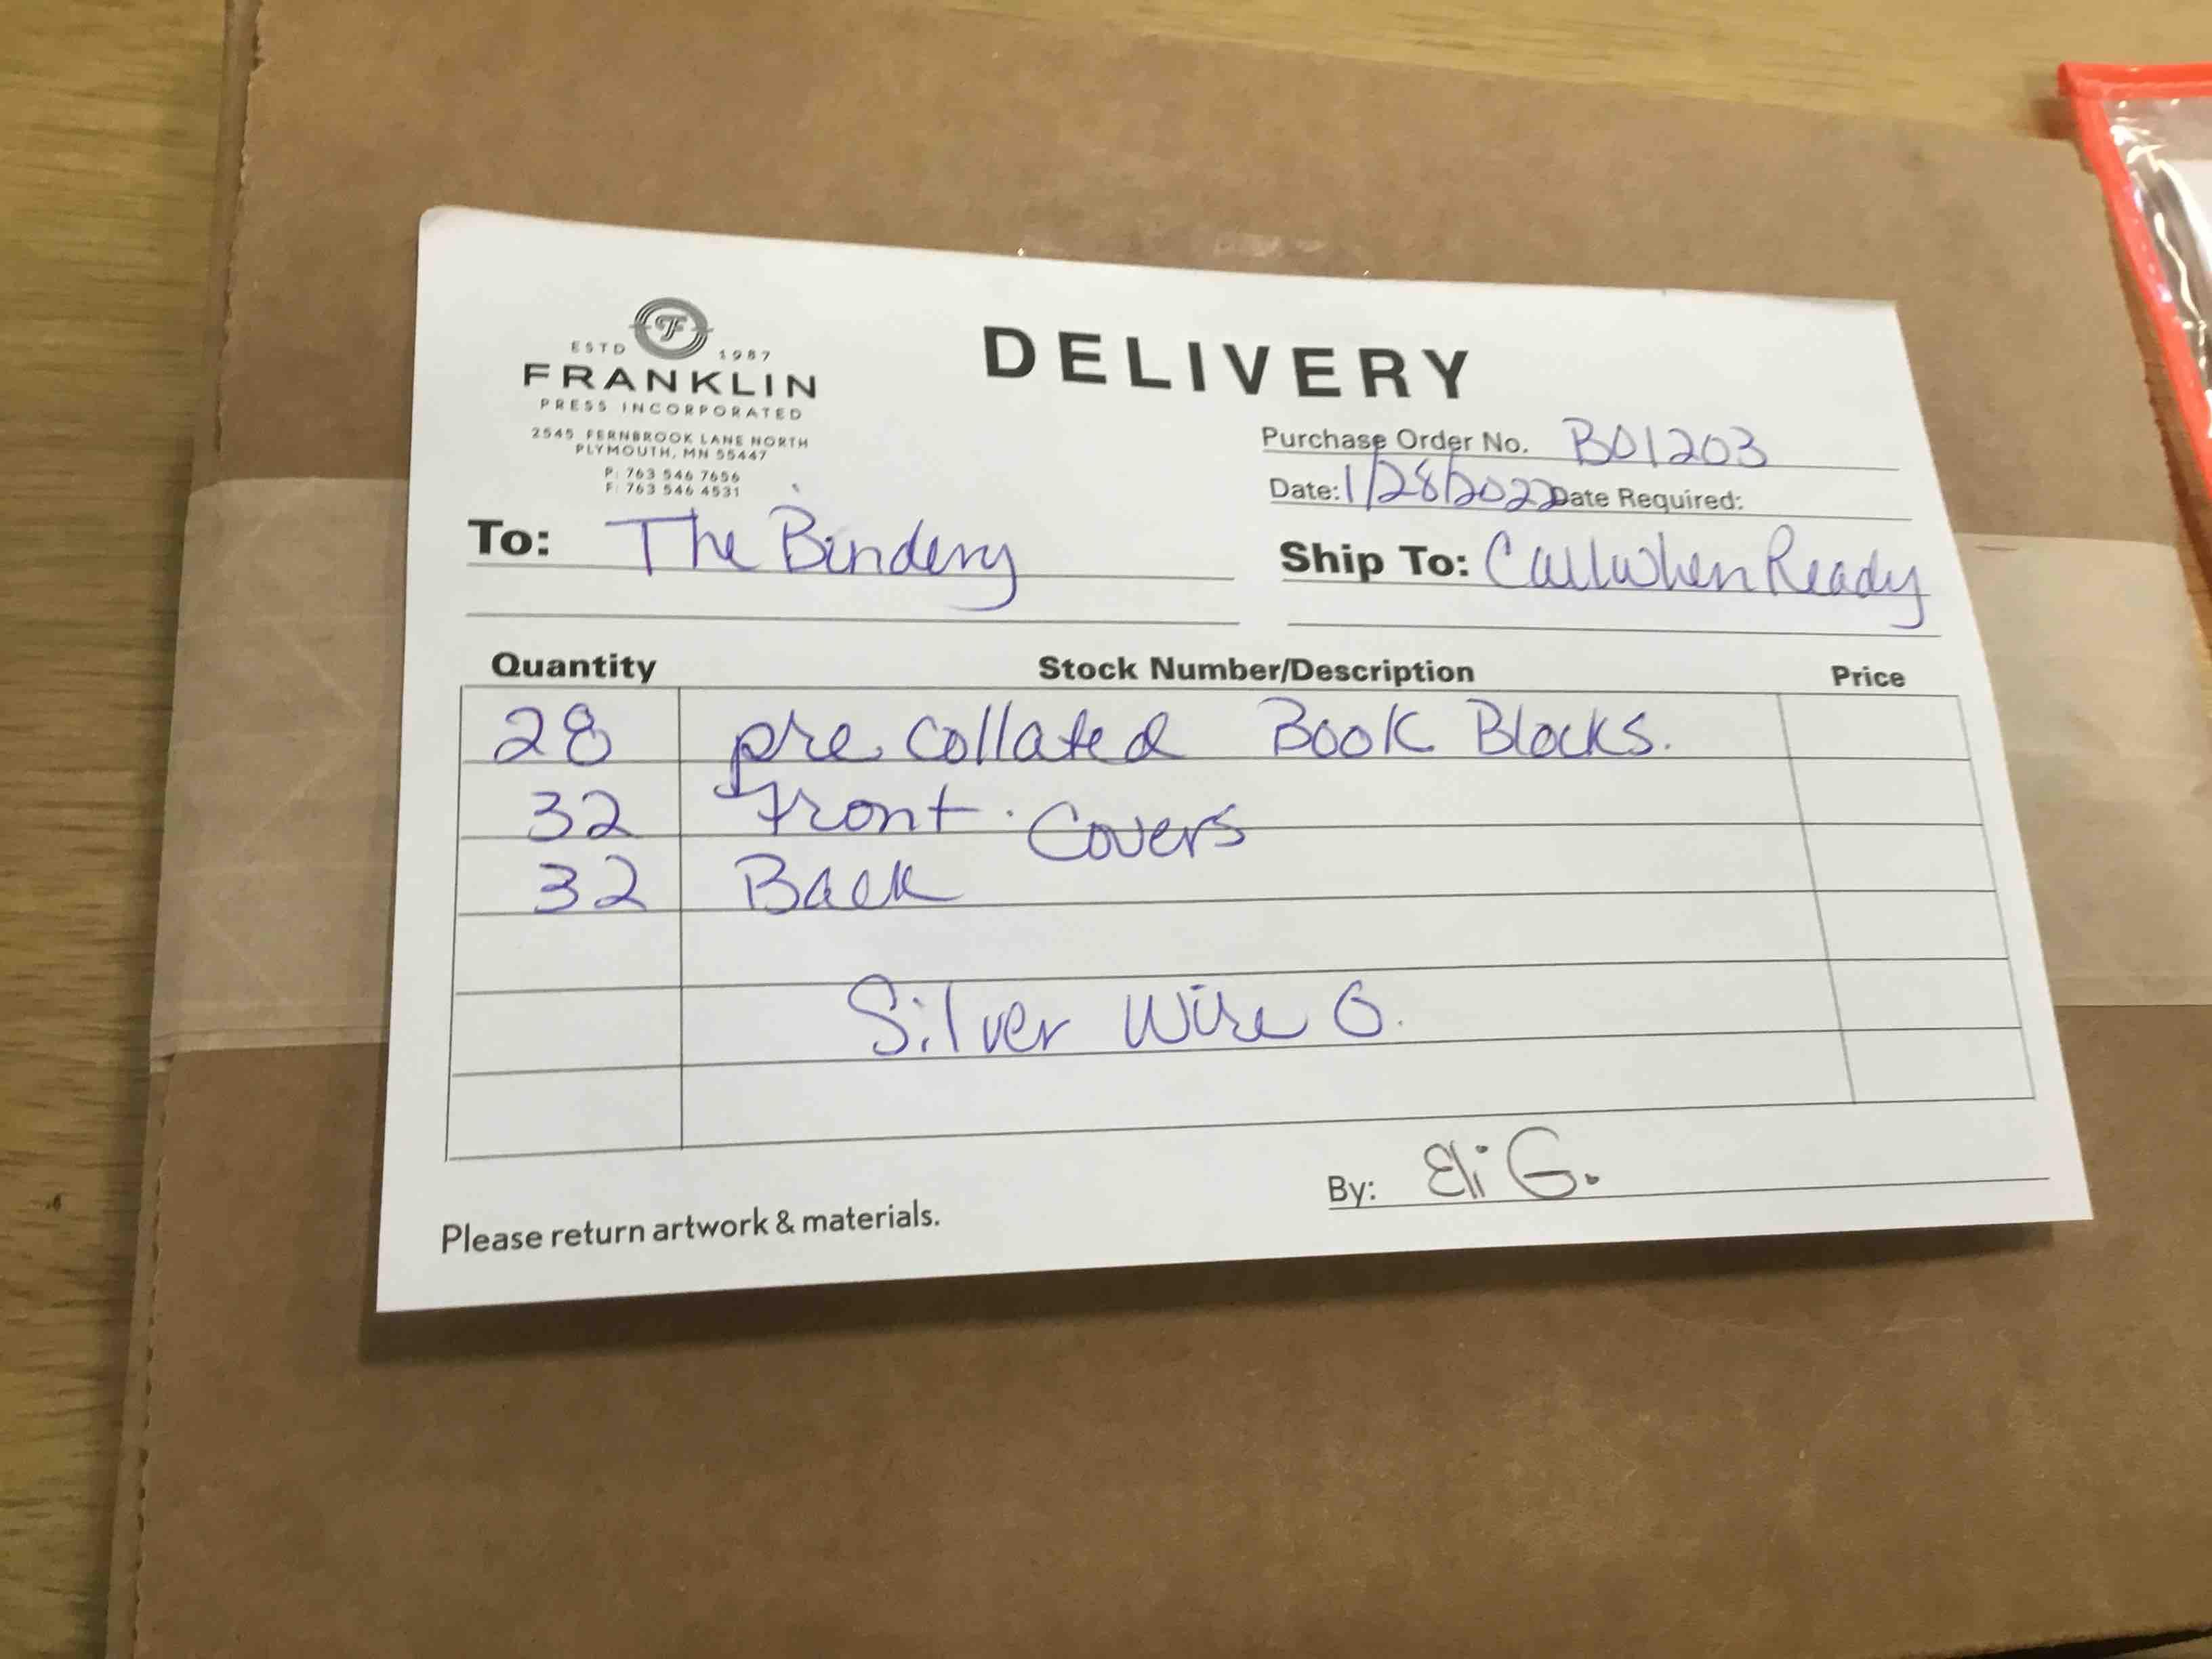 ESTD 1987
FRANKLIN
PRESS INCORPORATED
2545 FERNBROOK LANE NORTH
PLYMOUTH, MN 55447
P: 763 546 7656
F: 763 546 4531
DELIVERY
Purchase Order No. B01203
Date: 1/28/2022 Date Required:
To: The Bindery
Ship To: Call when Ready
Quantity Stock Number/Description Price
28 pre collated Book Blocks.
32 Front Covers
32 Back
Silver Wire O.
By: Eli G.
Please return artwork & materials.